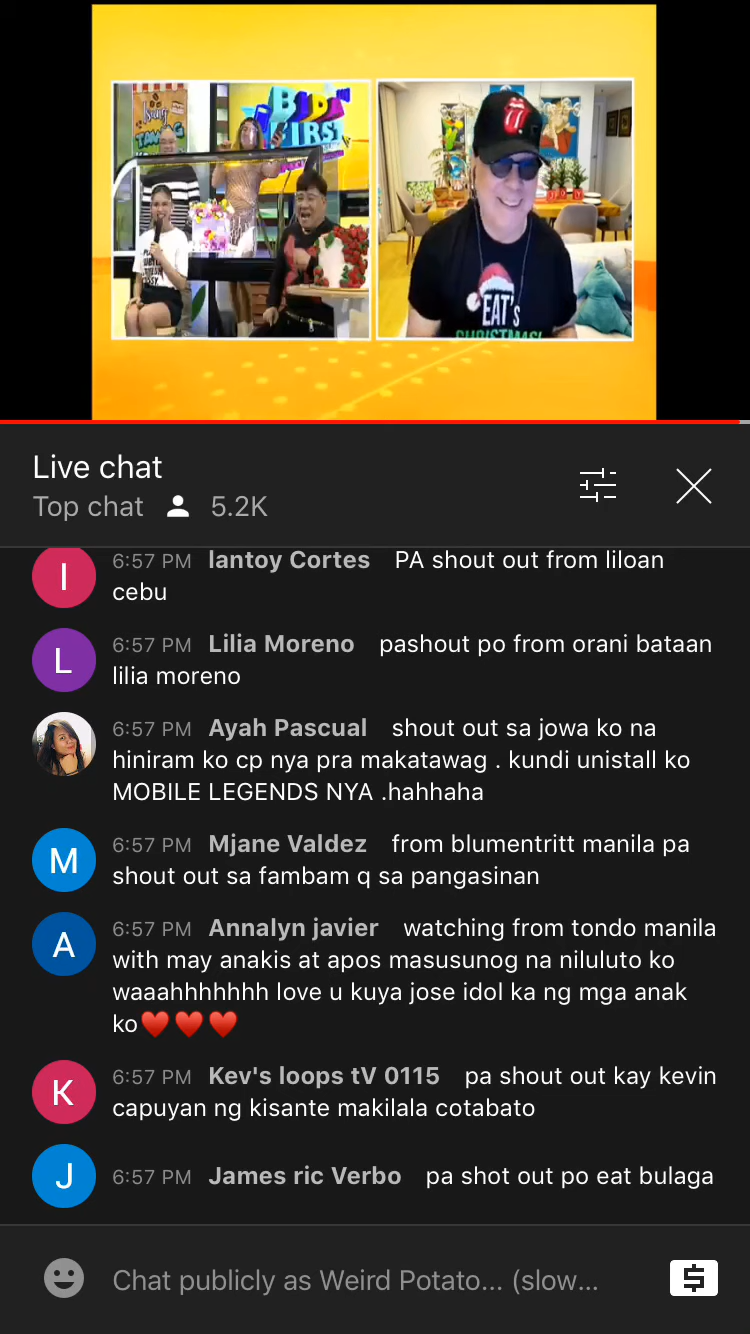 BIDA
FIRST
EAT'S
CHRISTMAS!
Live chat
Top chat 5.2K
I 6:57 PM lantoy Cortes PA shout out from liloan
cebu
L 6:57 PM Lilia Moreno pashout po from orani bataan
lilia moreno
6:57 PM Ayah Pascual shout out sa jowa ko na
hiniram ko cp nya pra makatawag . kundi unistall ko
MOBILE LEGENDS NYA .hahhaha
M 6:57 PM Mjane Valdez from blumentritt manila pa
shout out sa fambam q sa pangasinan
A 6:57 PM Annalyn javier watching from tondo manila
with may anakis at apos masusunog na niluluto ko
waaahhhhhhh love u kuya jose idol ka ng mga anak
ko❤️❤️❤️
K 6:57 PM Kev's loops tV 0115 pa shout out kay kevin
capuyan ng kisante makilala cotabato
J 6:57 PM James ric Verbo pa shot out po eat bulaga
Chat publicly as Weird Potato... (slow...